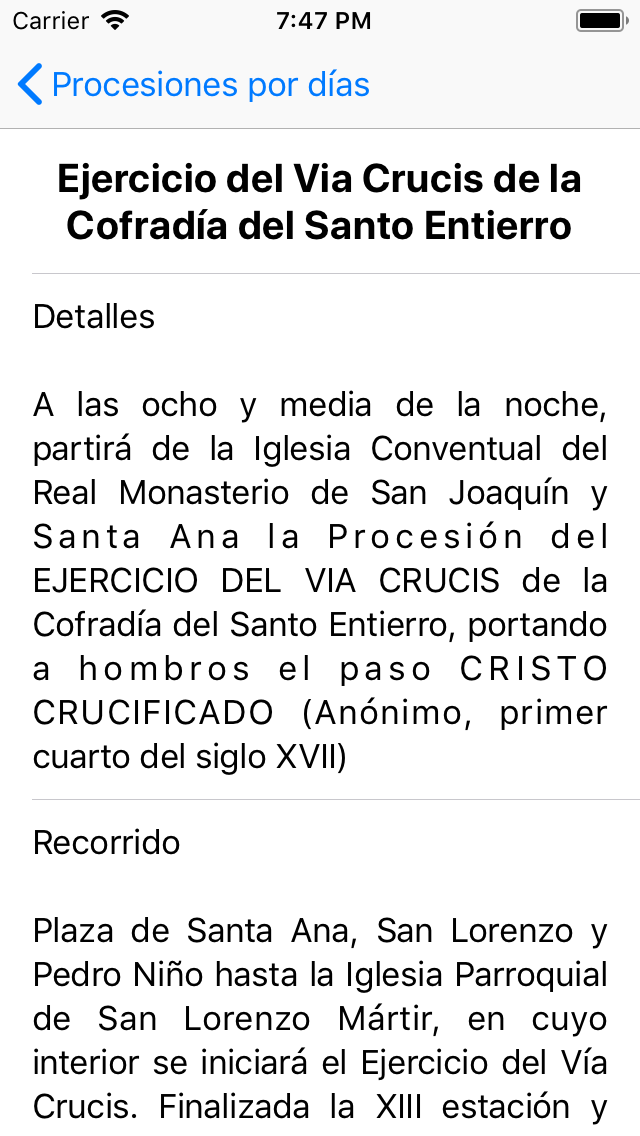 Carrier 7:47 PM
Procesiones por días
Ejercicio del Via Crucis de la
Cofradía del Santo Entierro
Detalles
A las ocho y media de la noche,
partirá de la Iglesia Conventual del
Real Monasterio de San Joaquín y
Santa Ana la Procesión del
EJERCICIO DEL VIA CRUCIS de la
Cofradía del Santo Entierro, portando
a hombros el paso CRISTO
CRUCIFICADO (Anónimo, primer
cuarto del siglo XVII)
Recorrido
Plaza de Santa Ana, San Lorenzo y
Pedro Niño hasta la Iglesia Parroquial
de San Lorenzo Mártir, en cuyo
interior se iniciará el Ejercicio del Vía
Crucis. Finalizada la XIII estación y